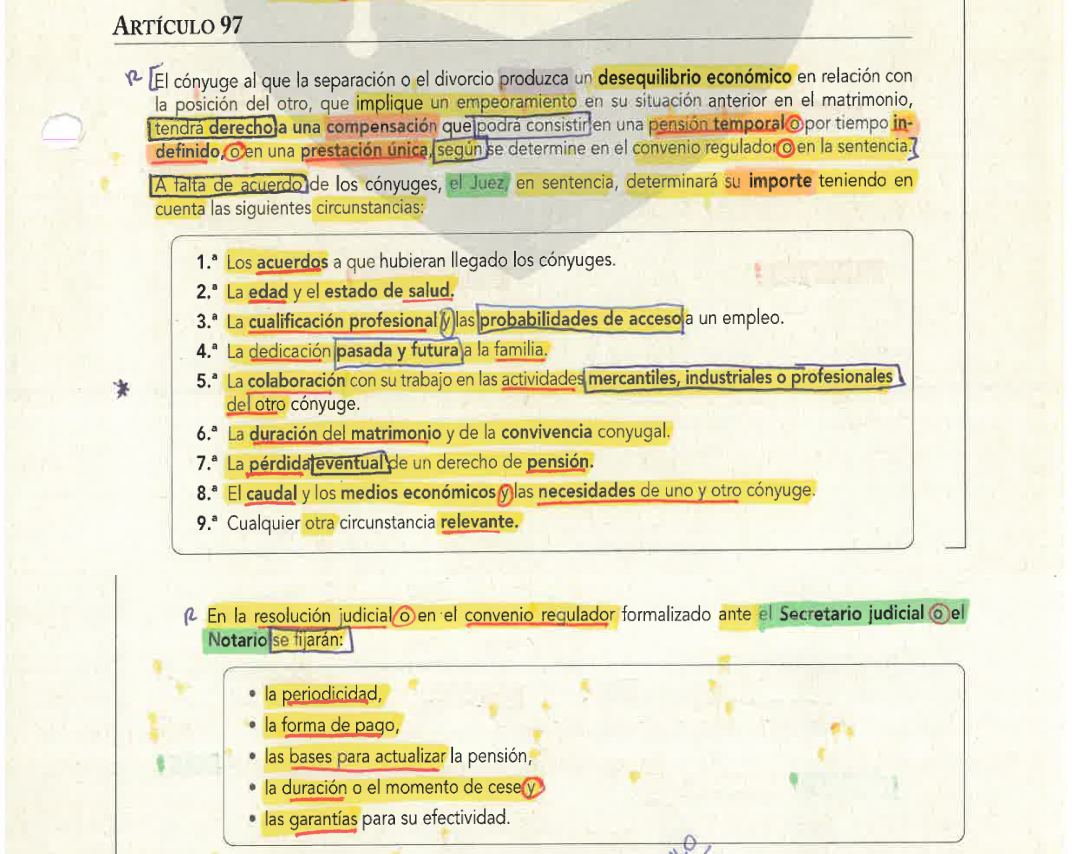 ARTÍCULO 97
R [El cónyuge al que la separación o el divorcio produzca un desequilibrio económico en relación con
la posición del otro, que implique un empeoramiento en su situación anterior en el matrimonio,
tendrá derecho a una compensación que podrá consistir en una pensión temporal o por tiempo in-
definido, o en una prestación única, según se determine en el convenio regulador o en la sentencia.]
A falta de acuerdo de los cónyuges, el Juez, en sentencia, determinará su importe teniendo en
cuenta las siguientes circunstancias:
1.ª Los acuerdos a que hubieran llegado los cónyuges.
2.ª La edad y el estado de salud.
3.ª La cualificación profesional y las probabilidades de acceso a un empleo.
4.ª La dedicación pasada y futura a la familia.
* 5.ª La colaboración con su trabajo en las actividades mercantiles, industriales o profesionales
del otro cónyuge.
6.ª La duración del matrimonio y de la convivencia conyugal.
7.ª La pérdida eventual de un derecho de pensión.
8.ª El caudal y los medios económicos y las necesidades de uno y otro cónyuge.
9.ª Cualquier otra circunstancia relevante.
R En la resolución judicial o en el convenio regulador formalizado ante el Secretario judicial o el
Notario se fijarán:
• la periodicidad,
• la forma de pago,
• las bases para actualizar la pensión,
• la duración o el momento de cese y
• las garantías para su efectividad.